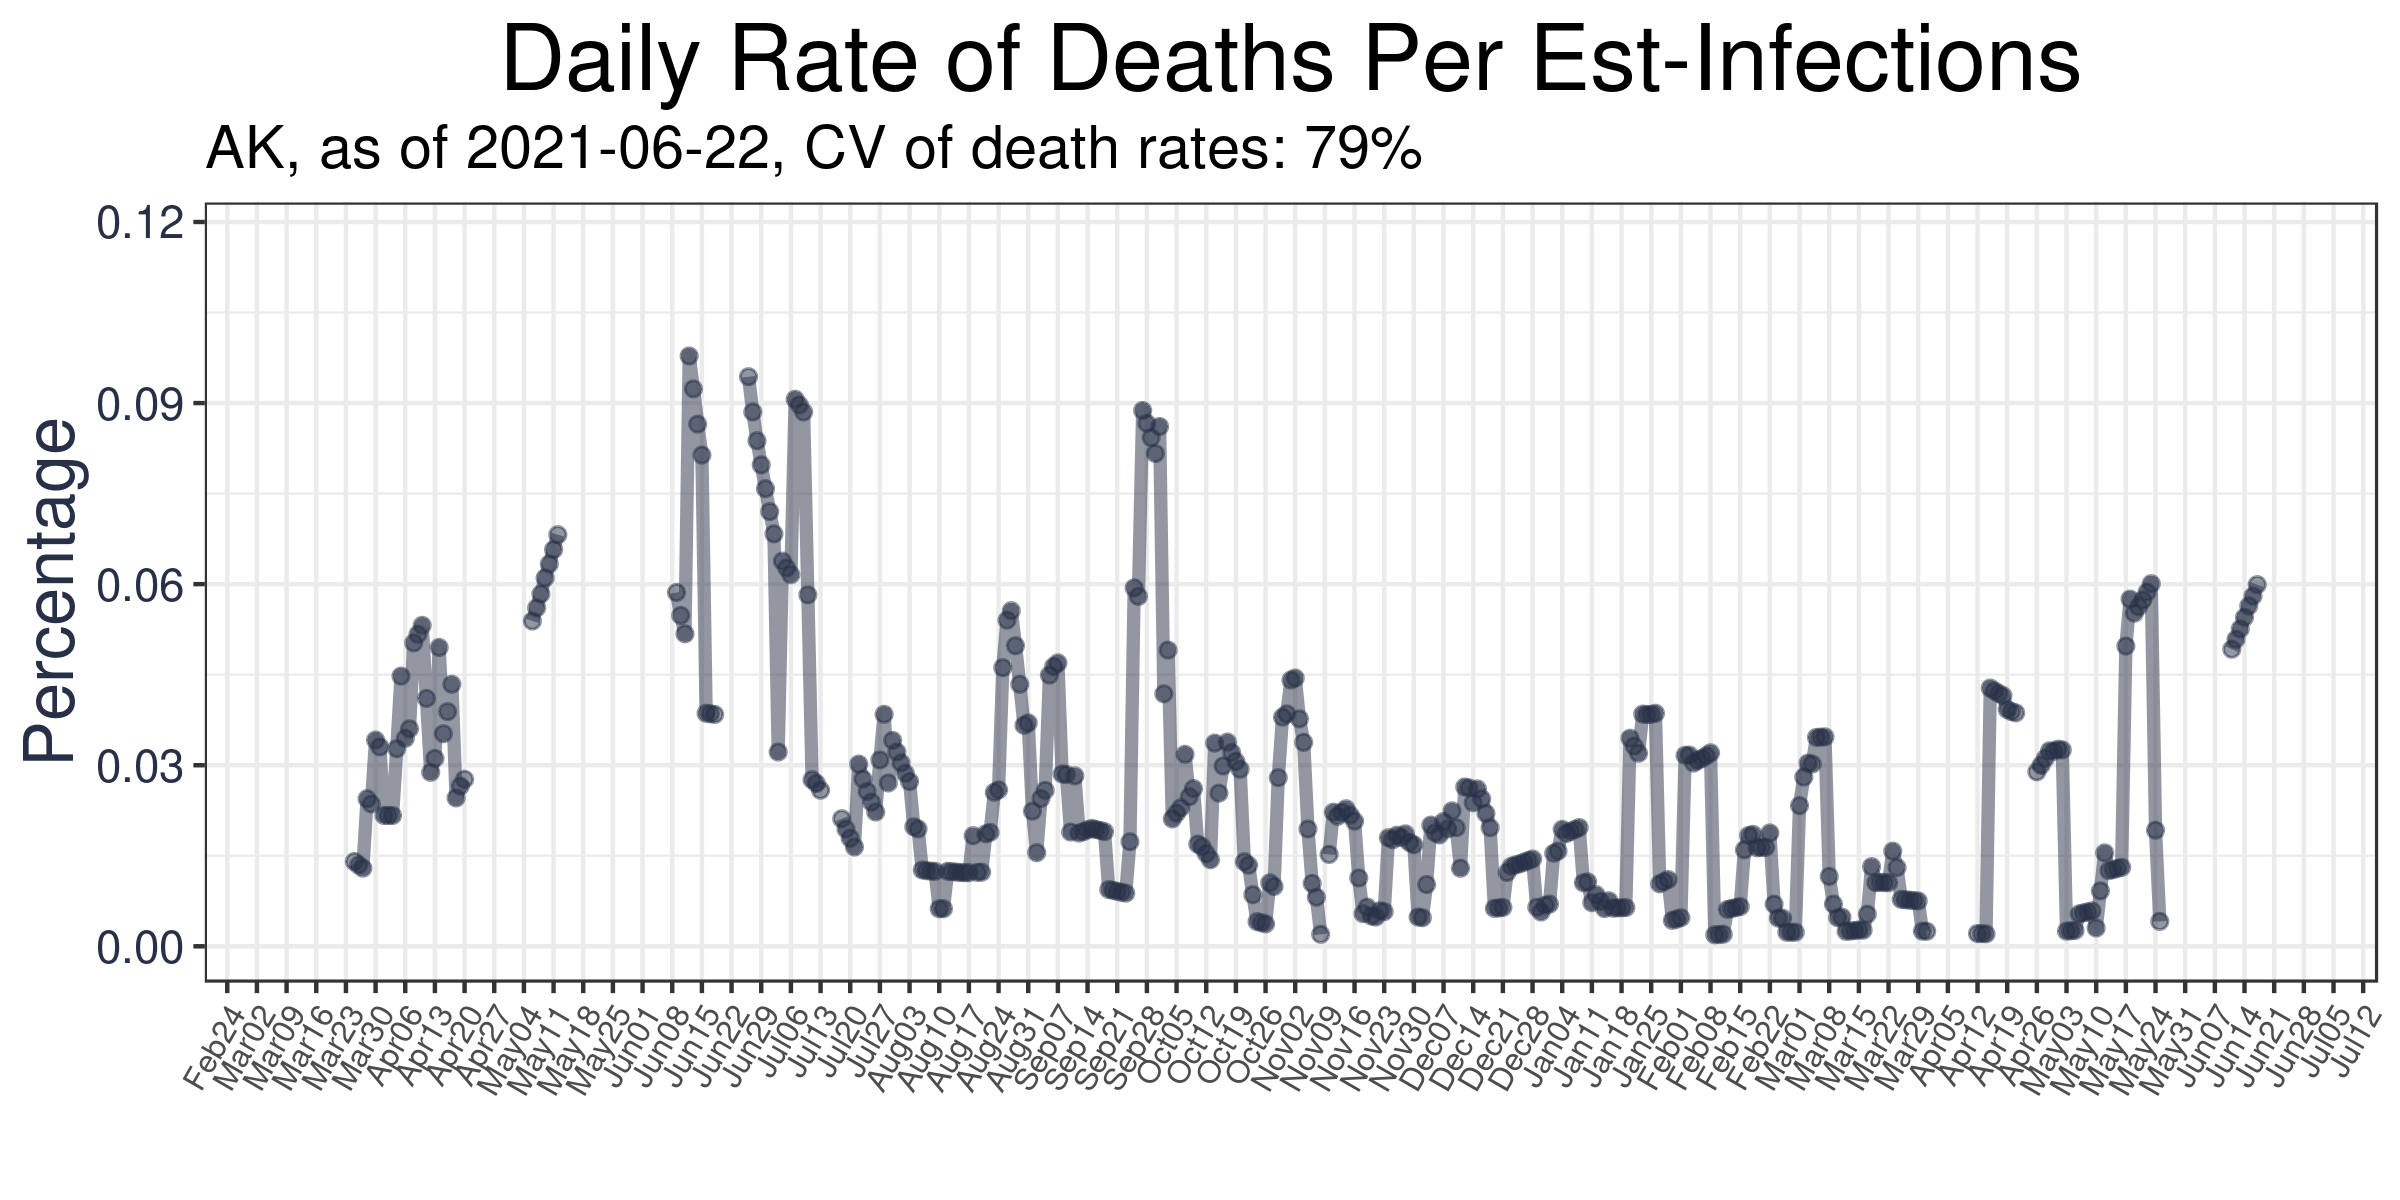 Daily Rate of Deaths Per Est-Infections
AK, as of 2021-06-22, CV of death rates: 79%
Percentage
0.12
0.09
0.06
0.03
0.00
Feb24
Mar02
Mar09
Mar16
Mar23
Mar30
Apr06
Apr13
Apr20
Apr27
May04
May11
May18
May25
Jun01
Jun08
Jun15
Jun22
Jun29
Jul06
Jul13
Jul20
Jul27
Aug03
Aug10
Aug17
Aug24
Aug31
Sep07
Sep14
Sep21
Sep28
Oct05
Oct12
Oct19
Oct26
Nov02
Nov09
Nov16
Nov23
Nov30
Dec07
Dec14
Dec21
Dec28
Jan04
Jan11
Jan18
Jan25
Feb01
Feb08
Feb15
Feb22
Mar01
Mar08
Mar15
Mar22
Mar29
Apr05
Apr12
Apr19
Apr26
May03
May10
May17
May24
May31
Jun07
Jun14
Jun21
Jun28
Jul05
Jul12